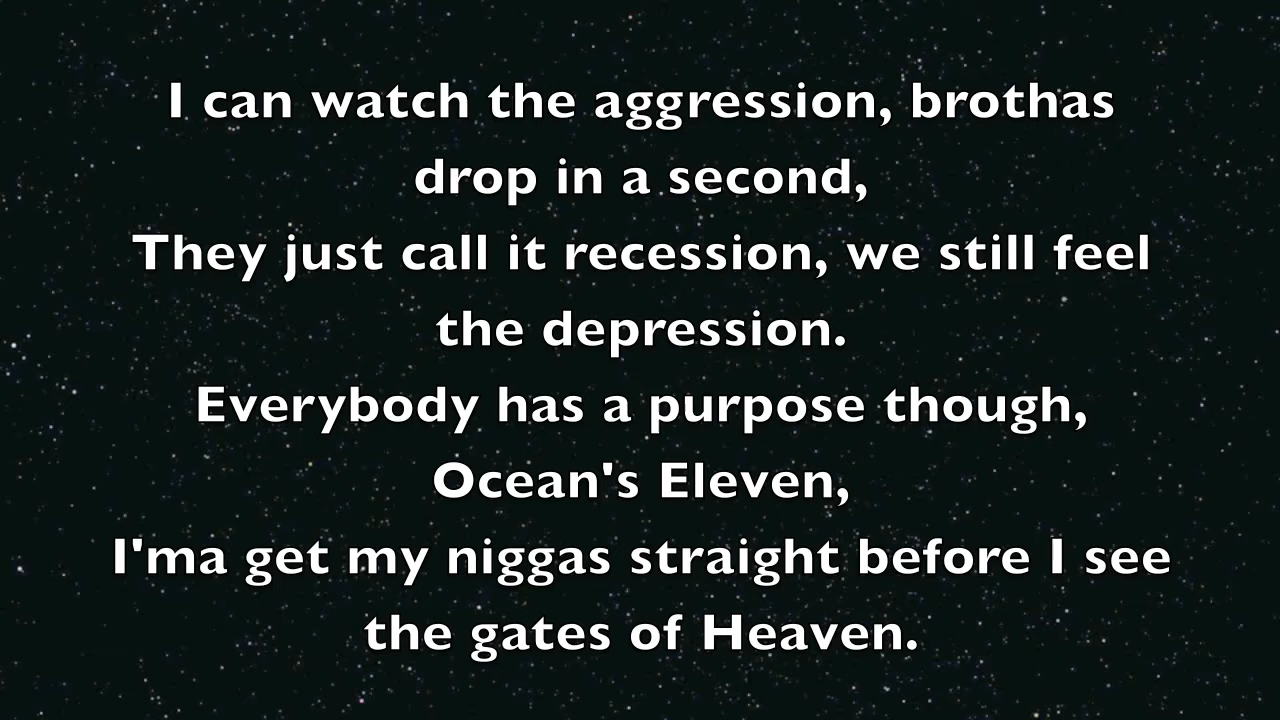 I can watch the aggression, brothas
drop in a second,
They just call it recession, we still feel
the depression.
Everybody has a purpose though,
Ocean's Eleven,
I'ma get my niggas straight before I see
the gates of Heaven.